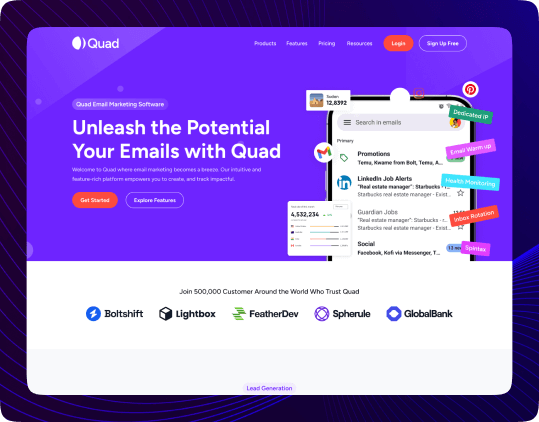 Quad
Products
Features
Pricing
Resources
Login
Sign Up Free
Quad Email Marketing Software
Unleash the Potential
Your Emails with Quad
Welcome to Quad where email marketing becomes a breeze. Our intuitive and
feature-rich platform empowers you to create, and track impactful.
Get Started
Explore Features
12,8392
Search in emails
Dedicated IP
Primary
Promotions
Temu, Kwame from Bolt, Temu, A...
Email Warm up
LinkedIn Job Alerts
"Real estate manager": Starbucks -
Starbucks real estate manager - Exist...
Health Monitoring
Guardian Jobs
"Real estate manager": Starbucks - r...
Starbucks real estate manager - Exist...
Inbox Rotation
Social
Facebook, Kofi via Messenger, T...
Spintex
4,532,234
Join 500,000 Customer Around the World Who Trust Quad
Boltshift
Lightbox
FeatherDev
Spherule
GlobalBank
Lead Generation